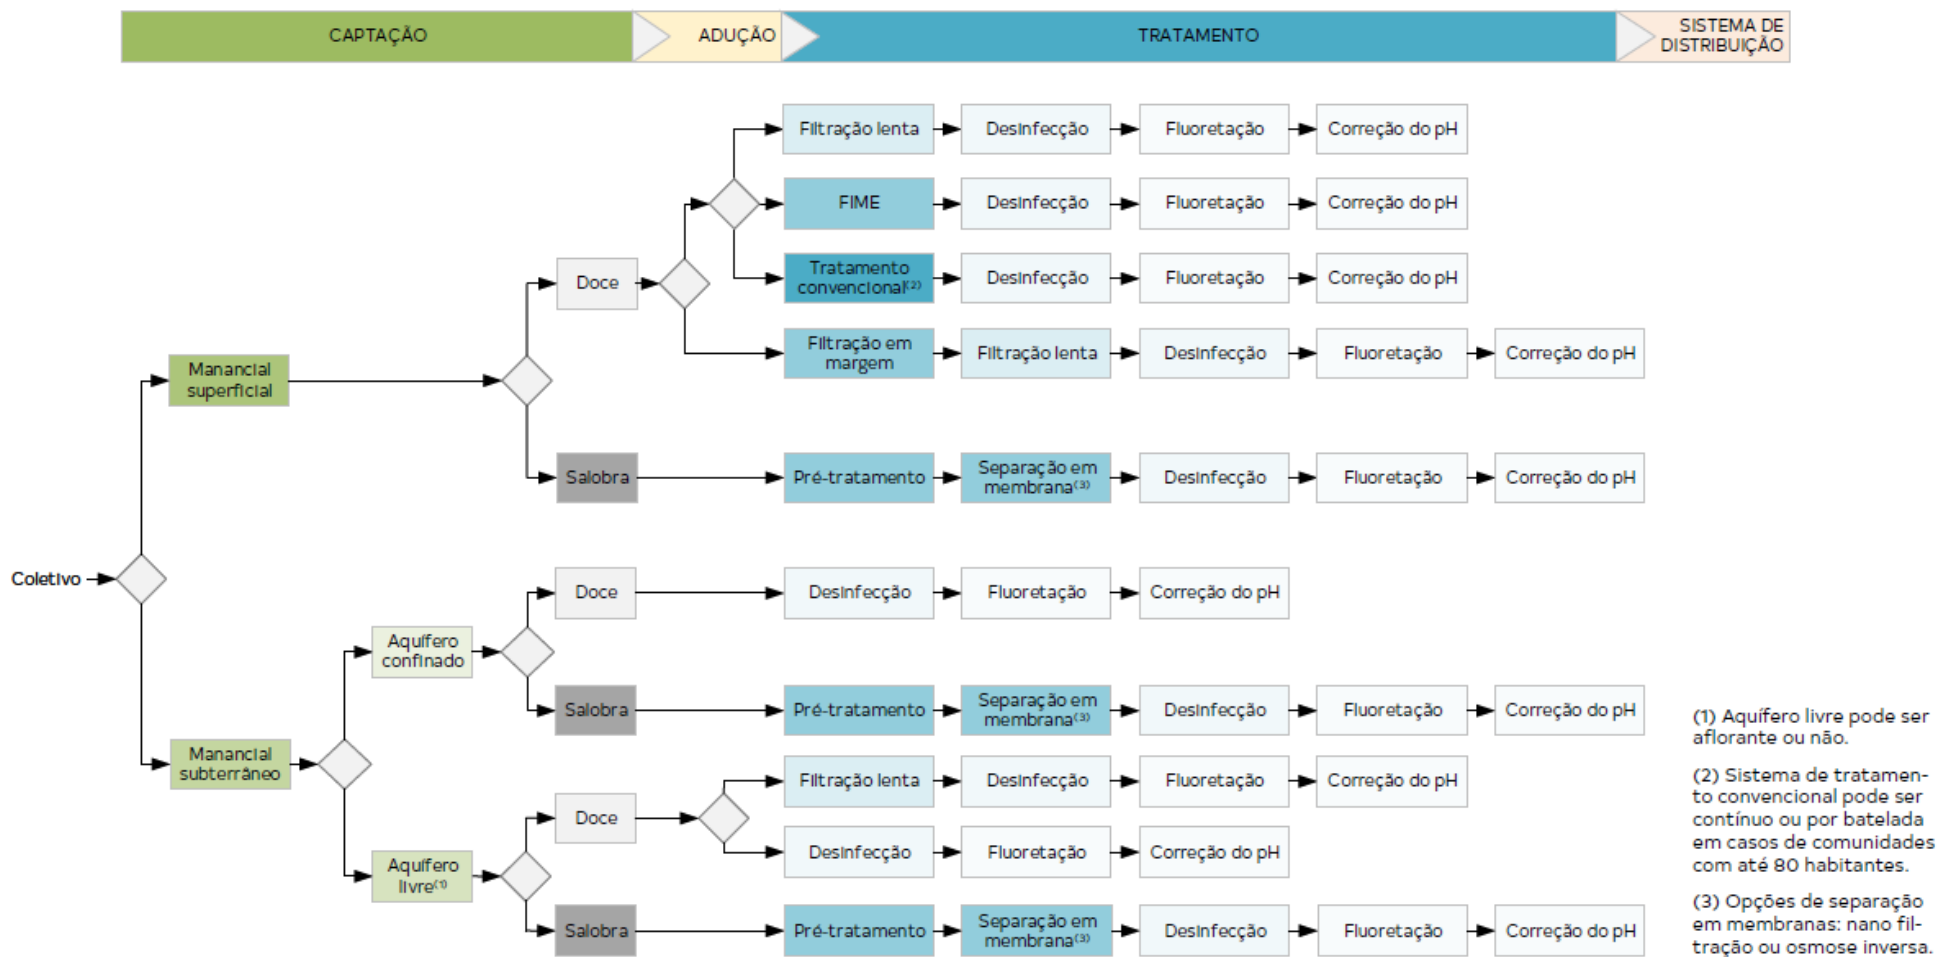 CAPTAÇÃO
ADUÇÃO
TRATAMENTO
SISTEMA DE
DISTRIBUIÇÃO
Filtração lenta
Desinfecção
Fluoretação
Correção do pH
FIME
Desinfecção
Fluoretação
Correção do pH
Doce
Tratamento
convencional(2)
Desinfecção
Fluoretação
Correção do pH
Filtração em
margem
Filtração lenta
Desinfecção
Fluoretação
Correção do pH
Manancial
superficial
Salobra
Pré-tratamento
Separação em
membrana(3)
Desinfecção
Fluoretação
Correção do pH
Coletivo
Doce
Desinfecção
Fluoretação
Correção do pH
Aquífero
confinado
Salobra
Pré-tratamento
Separação em
membrana(3)
Desinfecção
Fluoretação
Correção do pH
Manancial
subterrâneo
Filtração lenta
Desinfecção
Fluoretação
Correção do pH
Doce
Desinfecção
Fluoretação
Correção do pH
Aquífero
livre(1)
Salobra
Pré-tratamento
Separação em
membrana(3)
Desinfecção
Fluoretação
Correção do pH
(1) Aquífero livre pode ser
aflorante ou não.
(2) Sistema de tratamen-
to convencional pode ser
contínuo ou por batelada
em casos de comunidades
com até 80 habitantes.
(3) Opções de separação
em membranas: nano fil-
tração ou osmose inversa.